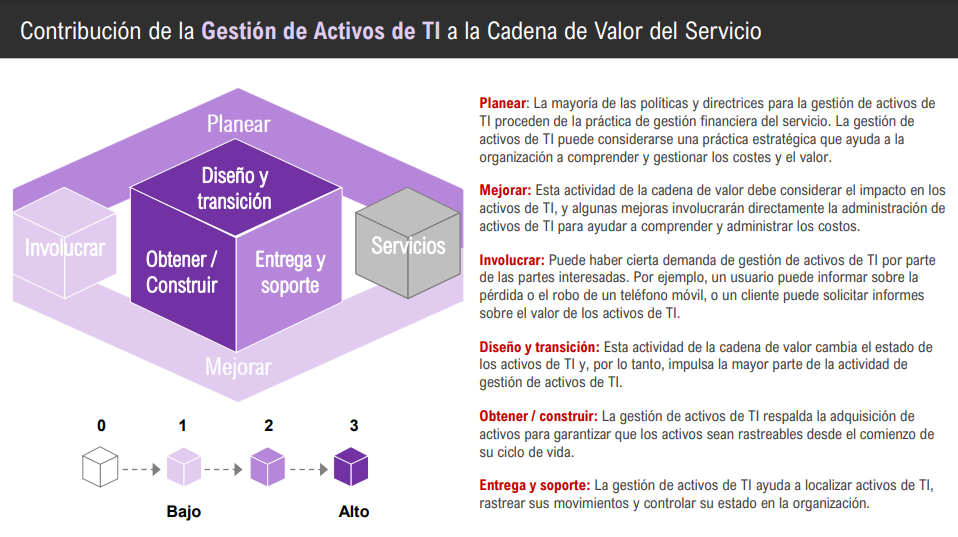 Contribución de la Gestión de Activos de TI a la Cadena de Valor del Servicio
Planear
Diseño y
transición
Involucrar
Obtener /
Construir
Entrega y
soporte
Servicios
Mejorar
0 1 2 3
Bajo Alto
Planear: La mayoría de las políticas y directrices para la gestión de activos de
TI proceden de la práctica de gestión financiera del servicio. La gestión de
activos de TI puede considerarse una práctica estratégica que ayuda a la
organización a comprender y gestionar los costes y el valor.
Mejorar: Esta actividad de la cadena de valor debe considerar el impacto en los
activos de TI, y algunas mejoras involucrarán directamente la administración de
activos de TI para ayudar a comprender y administrar los costos.
Involucrar: Puede haber cierta demanda de gestión de activos de TI por parte
de las partes interesadas. Por ejemplo, un usuario puede informar sobre la
pérdida o el robo de un teléfono móvil, o un cliente puede solicitar informes
sobre el valor de los activos de TI.
Diseño y transición: Esta actividad de la cadena de valor cambia el estado de
los activos de TI y, por lo tanto, impulsa la mayor parte de la actividad de
gestión de activos de TI.
Obtener / construir: La gestión de activos de TI respalda la adquisición de
activos para garantizar que los activos sean rastreables desde el comienzo de
su ciclo de vida.
Entrega y soporte: La gestión de activos de TI ayuda a localizar activos de TI,
rastrear sus movimientos y controlar su estado en la organización.